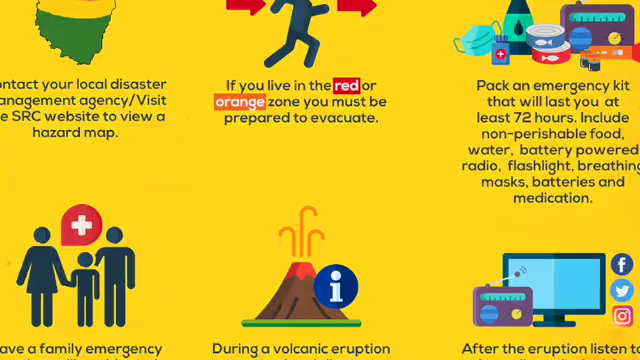 ontact your local disaster
anagement agency/Visit
e SRC website to view a
hazard map.
If you live in the red or
orange zone you must be
prepared to evacuate.
Pack an emergency kit
that will last you at
least 72 hours. Include
non-perishable food,
water, battery powered
radio, flashlight, breathing
masks, batteries and
medication.
ave a family emergency
During a volcanic eruption
After the eruption listen to